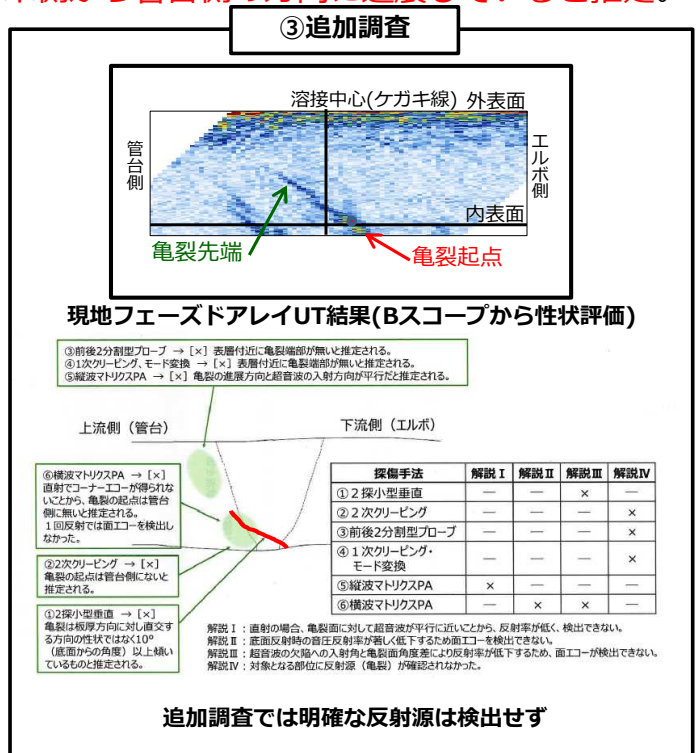 ③追加調査
溶接中心(ケガキ線) 外表面
管台側
エルボ側
内表面
亀裂先端
亀裂起点
現地フェーズドアレイUT結果(Bスコープから性状評価)
③前後2分割型プローブ → [×] 表層付近に亀裂端部が無いと推定される。
④1次クリーピング、モード変換 → [×] 表層付近に亀裂端部が無いと推定される。
⑤縦波マトリクスPA → [×] 亀裂の進展方向と超音波の入射方向が平行だと推定される。
上流側（管台）
下流側（エルボ）
⑥横波マトリクスPA → [×]
直射でコーナーエコーが得られな
いことから、亀裂の起点は管台
側に無いと推定される。
１回反射では面エコーを検出し
なかった。
②2次クリーピング → [×]
亀裂の起点は管台側にないと
推定される。
①2探小型垂直 → [×]
亀裂は板厚方向に対し直交す
る方向の性状ではなく10°
（底面からの角度）以上傾い
ているものと推定される。
探傷手法 解説Ⅰ 解説Ⅱ 解説Ⅲ 解説Ⅳ
①２探小型垂直 － － × －
②２次クリーピング － － － ×
③前後2分割型プローブ － － － ×
④１次クリーピング・
モード変換 － － － ×
⑤縦波マトリクスPA × － － －
⑥横波マトリクスPA － × × －
解説Ⅰ：直射の場合、亀裂面に対して超音波が平行に近いことから、反射率が低く、検出できない。
解説Ⅱ：底面反射時の音圧反射率が著しく低下するため面エコーを検出できない。
解説Ⅲ：超音波の欠陥への入射角と亀裂面角度差により反射率が低下するため、面エコーが検出できない。
解説Ⅳ：対象となる部位に反射源（亀裂）が確認されなかった。
追加調査では明確な反射源は検出せず